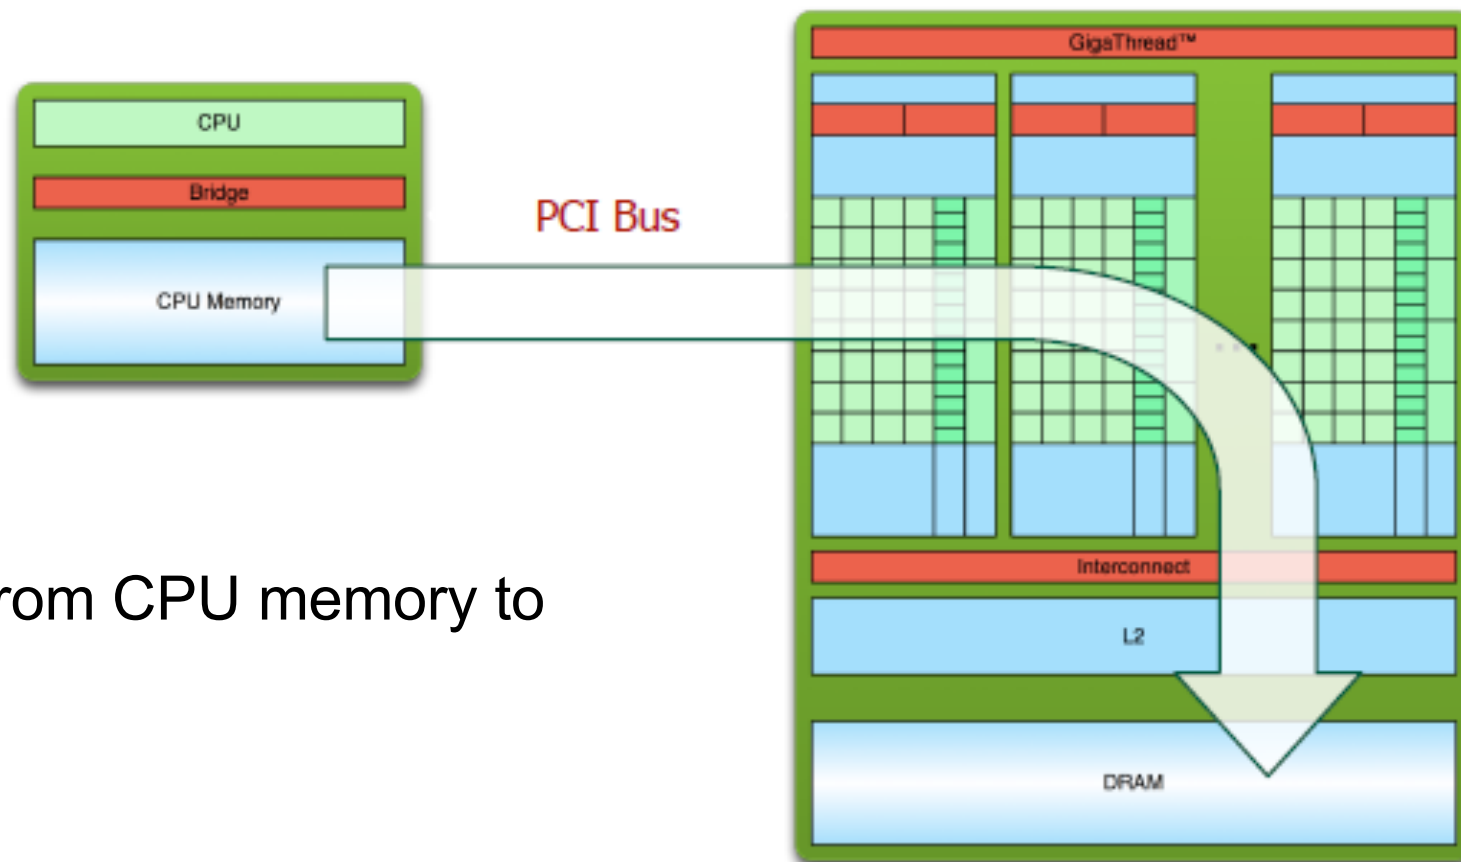 GigaThread™
CPU
Bridge
PCI Bus
CPU Memory
Interconnect
rom CPU memory to
L2
DRAM